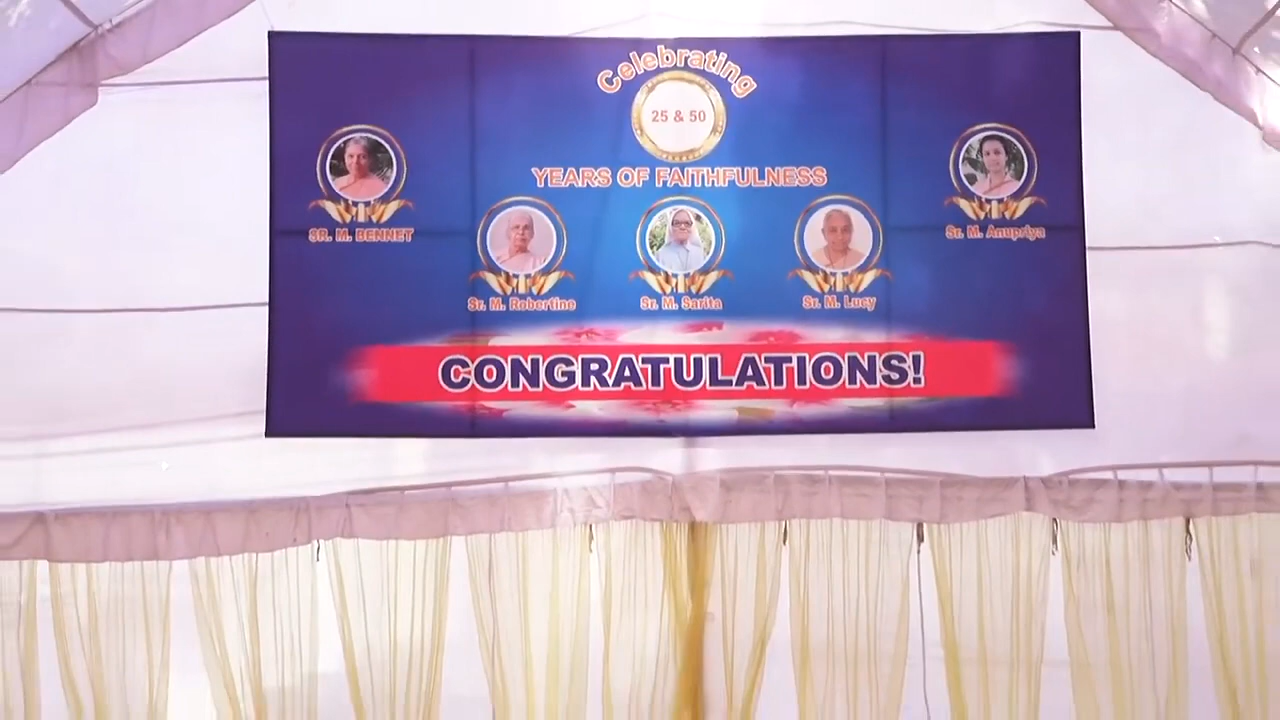 Celebrating
25 & 50
YEARS OF FAITHFULNESS
SR. M. BENNET
Sr. M. Anupriya
Sr. M. Robertine
Sr. M. Sarita
Sr. M. Lucy
CONGRATULATIONS!